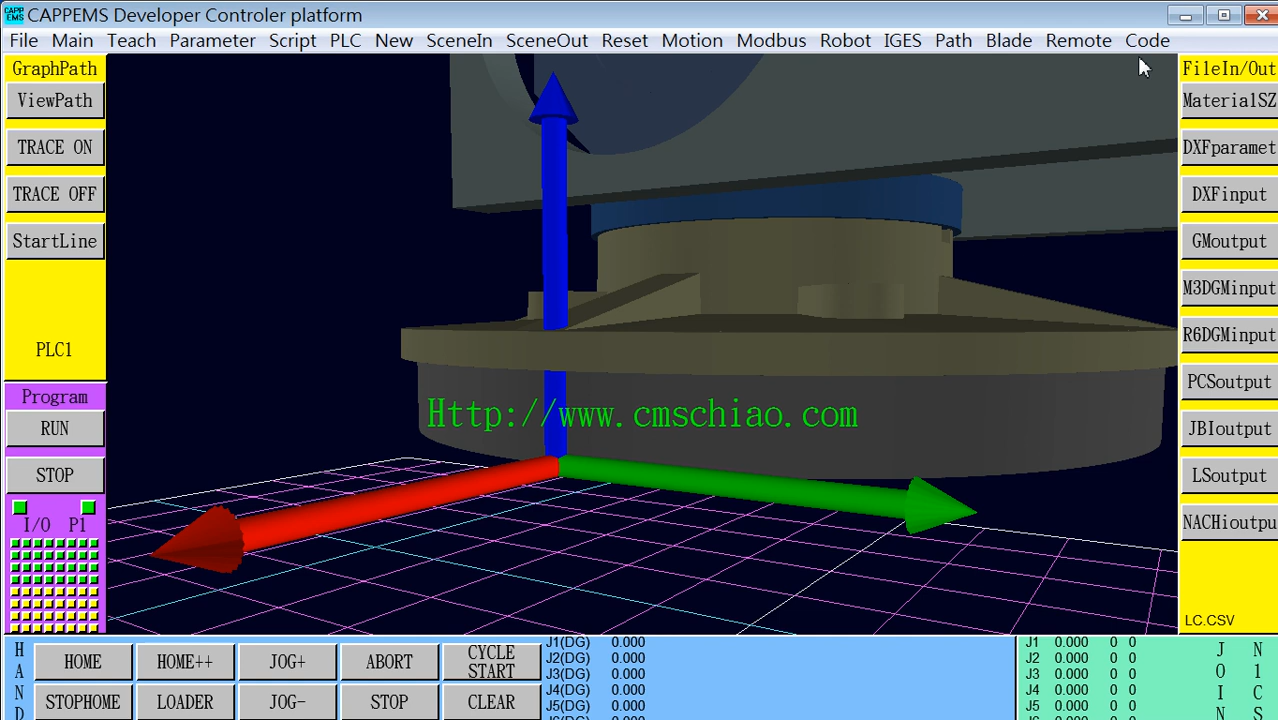 CAPP EMS CAPPEMS Developer Controler platform
File Main Teach Parameter Script PLC New SceneIn SceneOut Reset Motion Modbus Robot IGES Path Blade Remote Code
GraphPath
ViewPath
TRACE ON
TRACE OFF
StartLine
PLC1
Program
RUN
STOP
I/O P1
Http://www.cmschiao.com
FileIn/Out
MaterialSZ
DXFparamet
DXFinput
GMoutput
M3DGMinput
R6DGMinput
PCSoutput
JBIoutput
LSoutput
NACHioutpu
LC.CSV
H
A
N
D
HOME HOME++ JOG+ ABORT CYCLE START
STOPHOME LOADER JOG- STOP CLEAR
J1(DG) 0.000
J2(DG) 0.000
J3(DG) 0.000
J4(DG) 0.000
J5(DG) 0.000
J1 0.000 0 0
J2 0.000 0 0
J3 0.000 0 0
J4 0.000 0 0
J5 0.000 0 0
J N
O 1
I C
N S